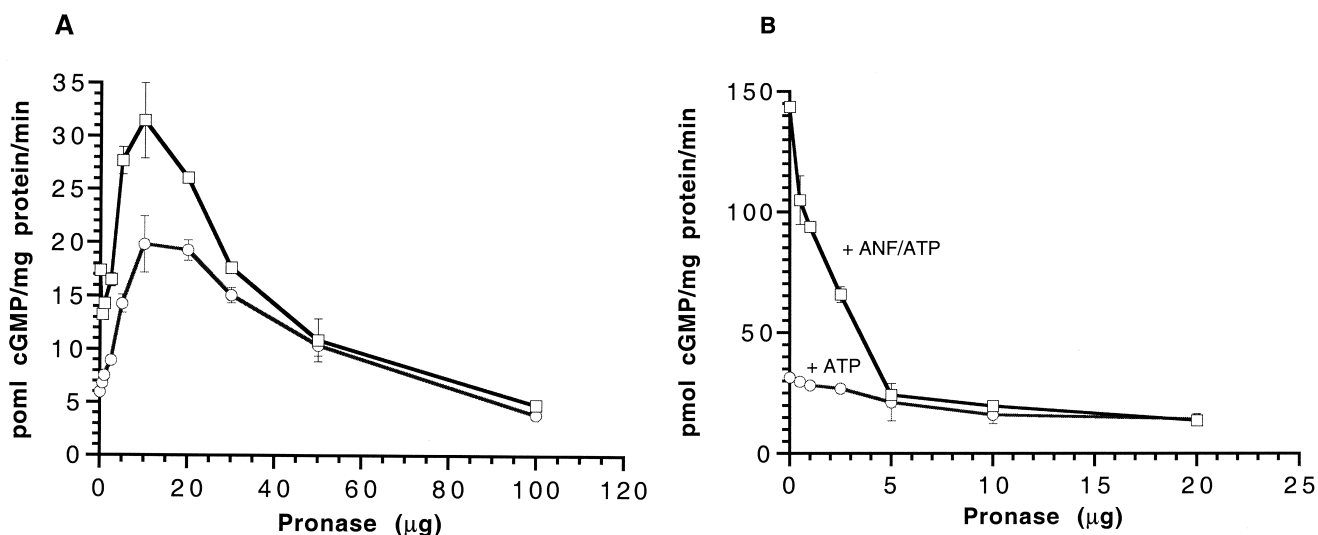 A
poml cGMP/mg protein/min
35
30
25
20
15
10
5
0
0 20 40 60 80 100 120
Pronase (μg)
B
pmol cGMP/mg protein/min
150
100
50
0
+ ANF/ATP
+ ATP
0 5 10 15 20 25
Pronase (μg)